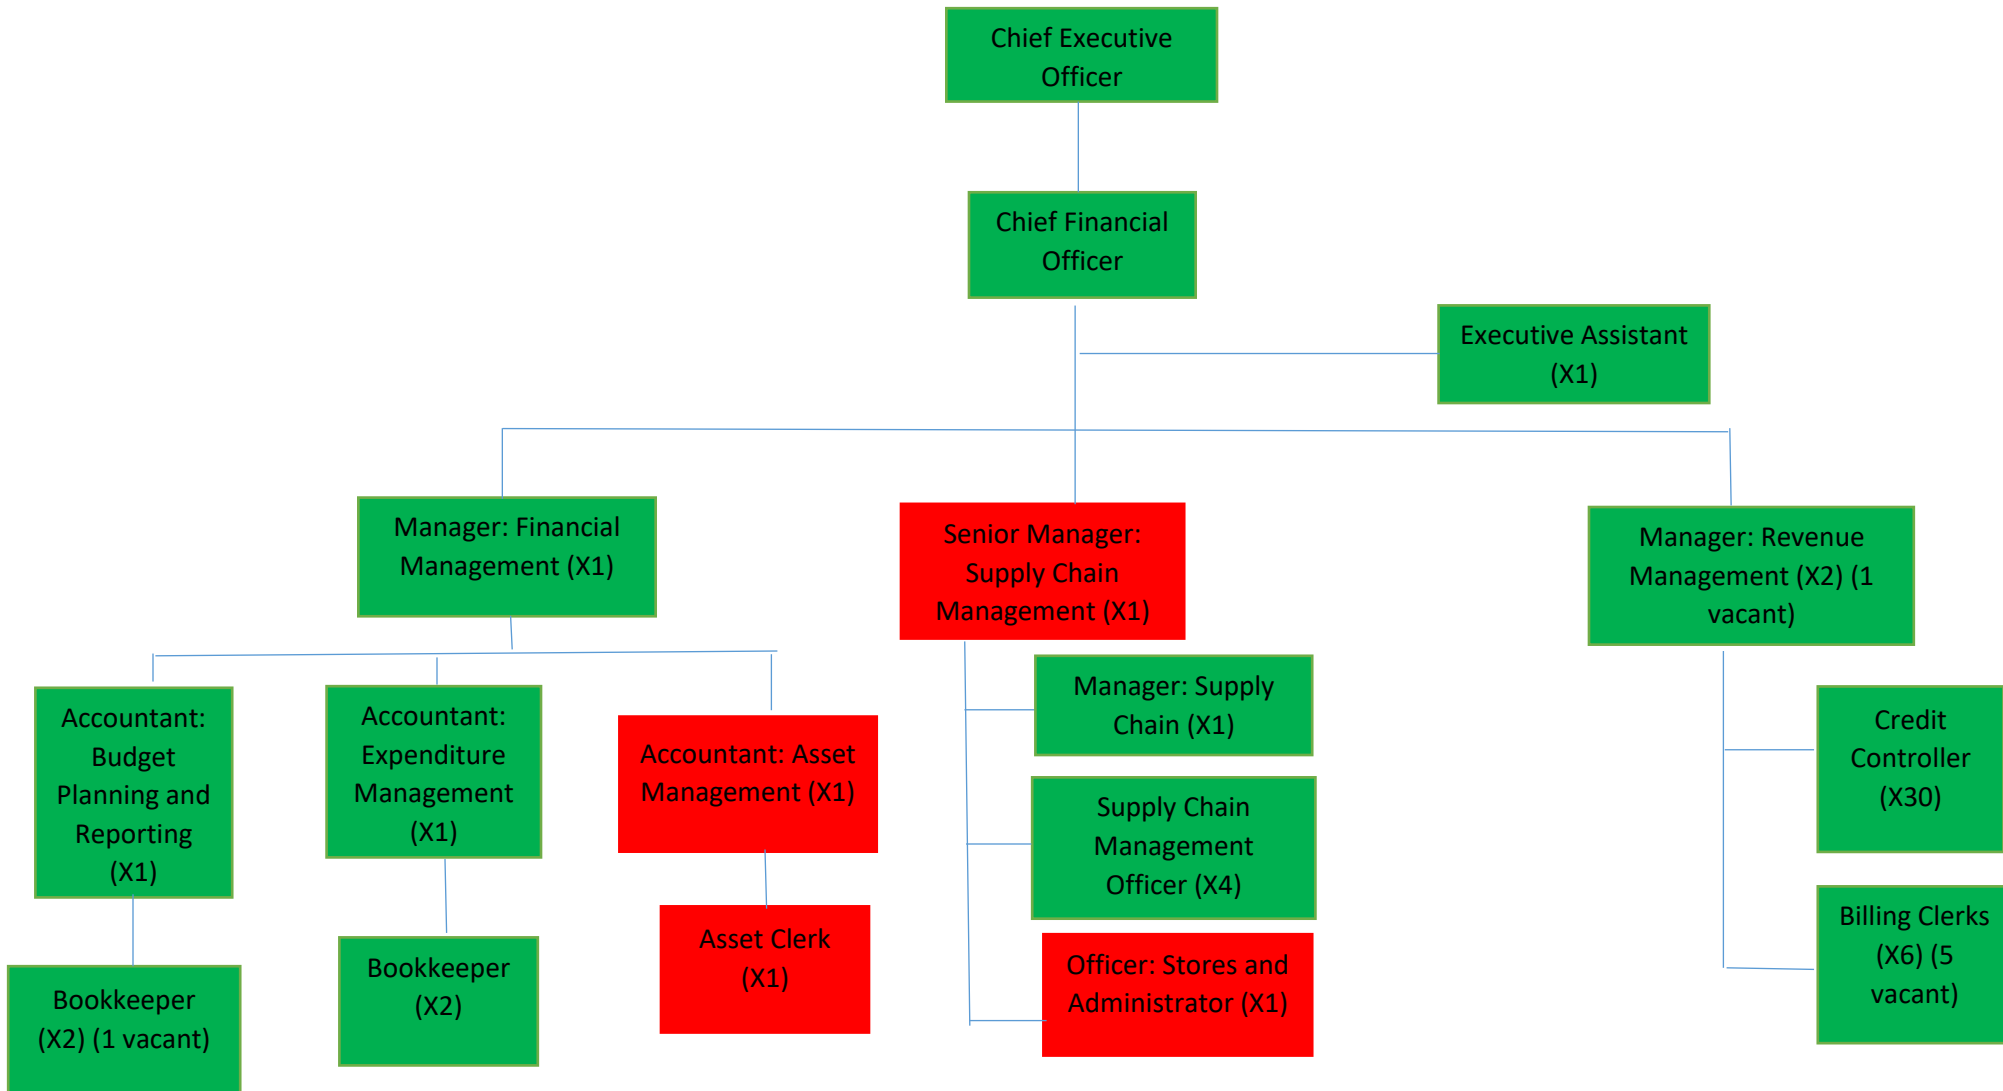 Chief Executive
Officer
Chief Financial
Officer
Executive Assistant
(X1)
Manager: Financial
Management (X1)
Senior Manager:
Supply Chain
Management (X1)
Manager: Revenue
Management (X2) (1
vacant)
Accountant:
Budget
Planning and
Reporting
(X1)
Accountant:
Expenditure
Management
(X1)
Accountant: Asset
Management (X1)
Manager: Supply
Chain (X1)
Supply Chain
Management
Officer (X4)
Officer: Stores and
Administrator (X1)
Credit
Controller
(X30)
Billing Clerks
(X6) (5
vacant)
Bookkeeper
(X2) (1 vacant)
Bookkeeper
(X2)
Asset Clerk
(X1)